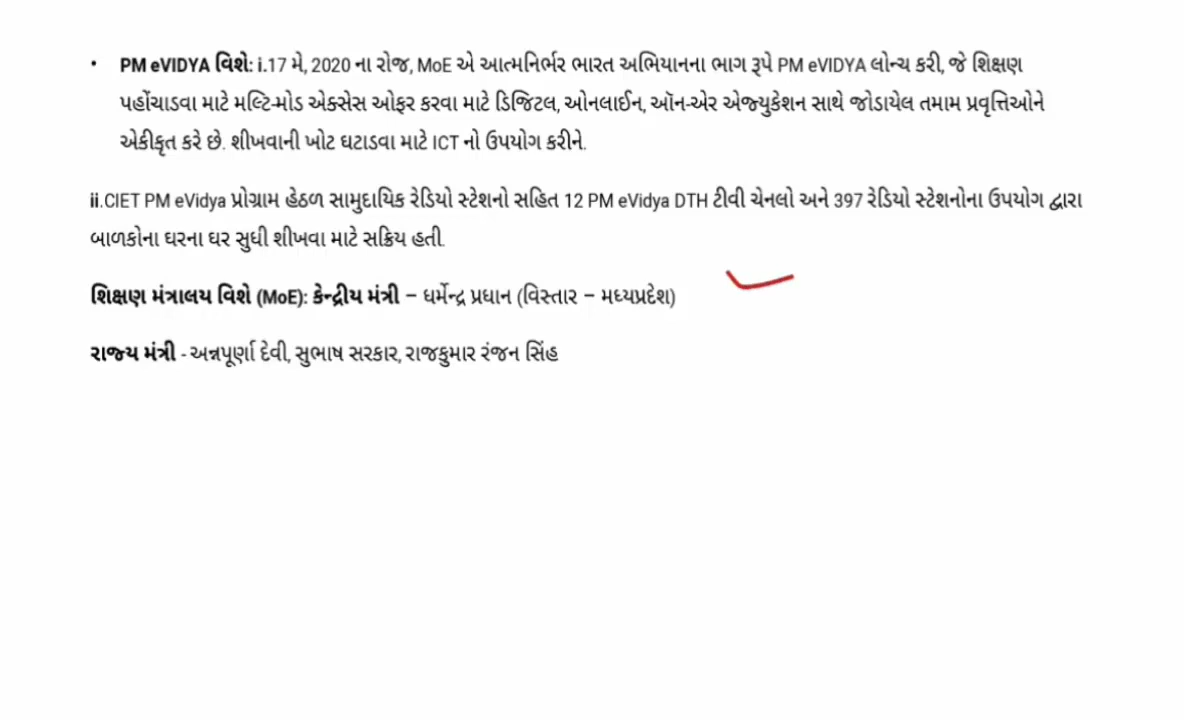 • PM eVIDYA વિશે: i.17 મે, 2020 ના રોજ, MoE એ આત્મનિર્ભર ભારત અભિયાનના ભાગ રૂપે PM eVIDYA લોન્ચ કરી, જે શિક્ષણ
પહોંચાડવા માટે મલ્ટિ-મોડ એક્સેસ ઓફર કરવા માટે ડિજિટલ, ઓનલાઈન, ઑન-એર એજ્યુકેશન સાથે જોડાયેલ તમામ પ્રવૃત્તિઓને
એકીકૃત કરે છે. શીખવાની ખોટ ઘટાડવા માટે ICT નો ઉપયોગ કરીને.
ii.CIET PM eVidya પ્રોગ્રામ હેઠળ સામુદાયિક રેડિયો સ્ટેશનો સહિત 12 PM eVidya DTH ટીવી ચેનલો અને 397 રેડિયો સ્ટેશનોના ઉપયોગ દ્વારા
બાળકોના ઘરના ઘર સુધી શીખવા માટે સક્રિય હતી.
શિક્ષણ મંત્રાલય વિશે (MoE): કેન્દ્રીય મંત્રી – ધર્મેન્દ્ર પ્રધાન (વિસ્તાર – મધ્યપ્રદેશ)
રાજ્ય મંત્રી - અન્નપૂર્ણા દેવી, સુભાષ સરકાર, રાજકુમાર રંજન સિંહ